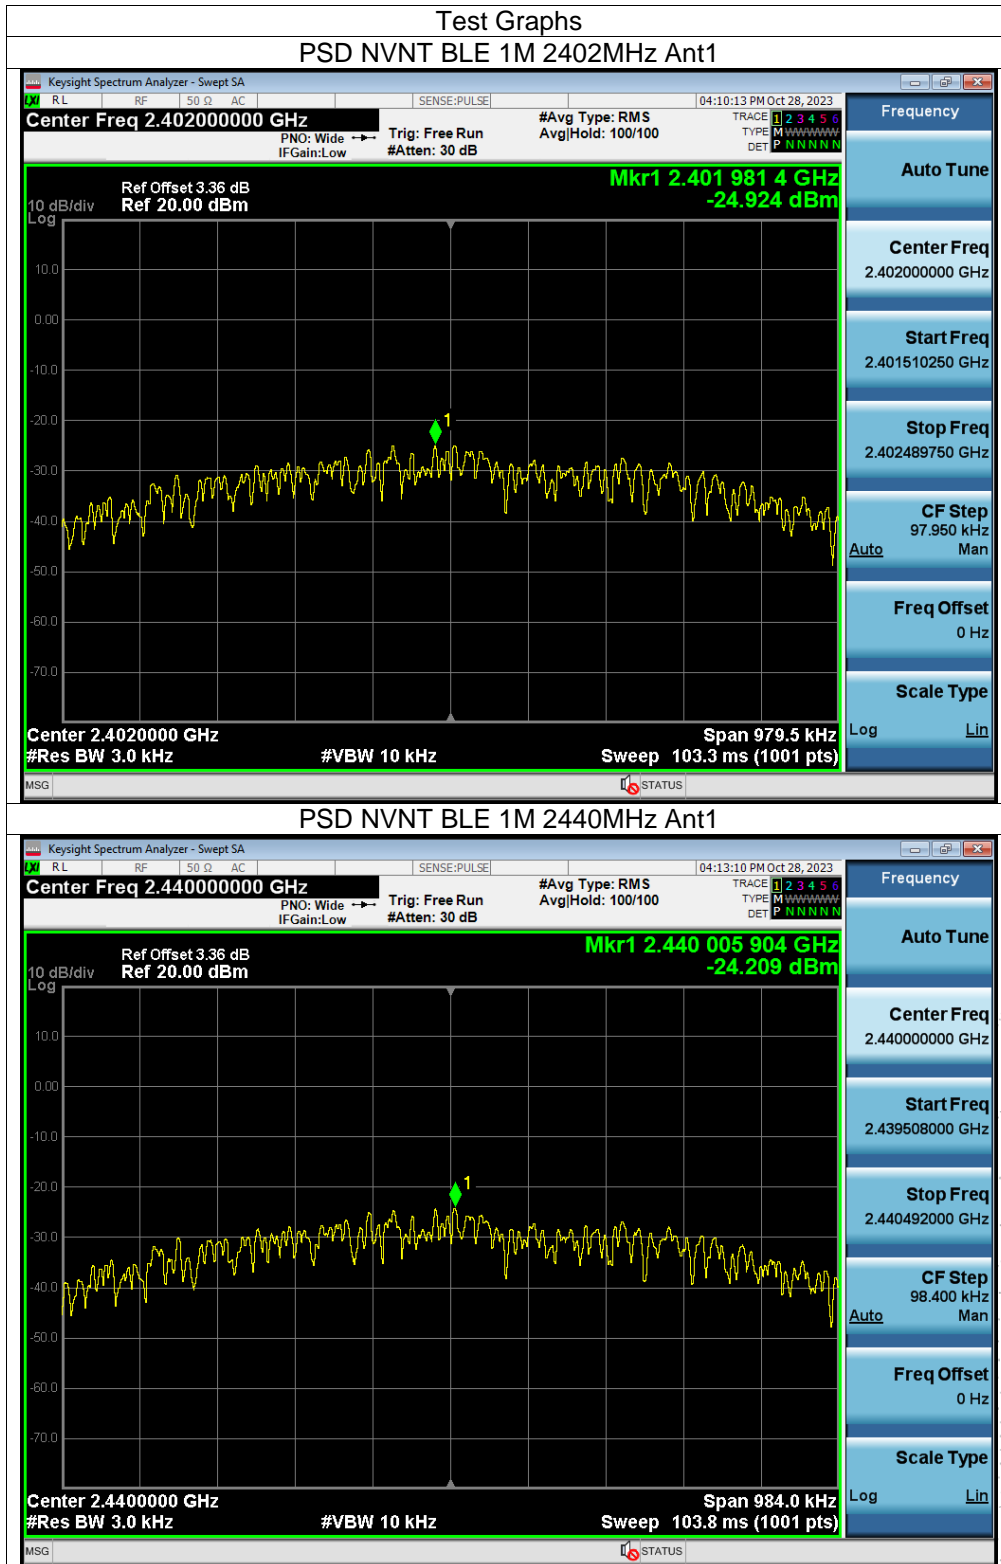 Test Graphs
PSD NVNT BLE 1M 2402MHz Ant1
Keysight Spectrum Analyzer - Swept SA
LXI RL RF 50 Ω AC SENSE:PULSE 04:10:13 PM Oct 28, 2023
Center Freq 2.402000000 GHz #Avg Type: RMS TRACE 1 2 3 4 5 6
PNO: Wide Trig: Free Run Avg|Hold: 100/100 TYPE M WWWWW
IFGain:Low #Atten: 30 dB DET P N N N N N
Mkr1 2.401 981 4 GHz
-24.924 dBm
Ref Offset 3.36 dB
10 dB/div Ref 20.00 dBm
Log
10.0
0.00
-10.0
-20.0
1
-30.0
-40.0
-50.0
-60.0
-70.0
Center 2.4020000 GHz Span 979.5 kHz
#Res BW 3.0 kHz #VBW 10 kHz Sweep 103.3 ms (1001 pts)
MSG STATUS
Frequency
Auto Tune
Center Freq
2.402000000 GHz
Start Freq
2.401510250 GHz
Stop Freq
2.402489750 GHz
CF Step
97.950 kHz
Auto Man
Freq Offset
0 Hz
Scale Type
Log Lin
PSD NVNT BLE 1M 2440MHz Ant1
Keysight Spectrum Analyzer - Swept SA
LXI RL RF 50 Ω AC SENSE:PULSE 04:13:10 PM Oct 28, 2023
Center Freq 2.440000000 GHz #Avg Type: RMS TRACE 1 2 3 4 5 6
PNO: Wide Trig: Free Run Avg|Hold: 100/100 TYPE M WWWWW
IFGain:Low #Atten: 30 dB DET P N N N N N
Mkr1 2.440 005 904 GHz
-24.209 dBm
Ref Offset 3.36 dB
10 dB/div Ref 20.00 dBm
Log
10.0
0.00
-10.0
-20.0
1
-30.0
-40.0
-50.0
-60.0
-70.0
Center 2.4400000 GHz Span 984.0 kHz
#Res BW 3.0 kHz #VBW 10 kHz Sweep 103.8 ms (1001 pts)
MSG STATUS
Frequency
Auto Tune
Center Freq
2.440000000 GHz
Start Freq
2.439508000 GHz
Stop Freq
2.440492000 GHz
CF Step
98.400 kHz
Auto Man
Freq Offset
0 Hz
Scale Type
Log Lin